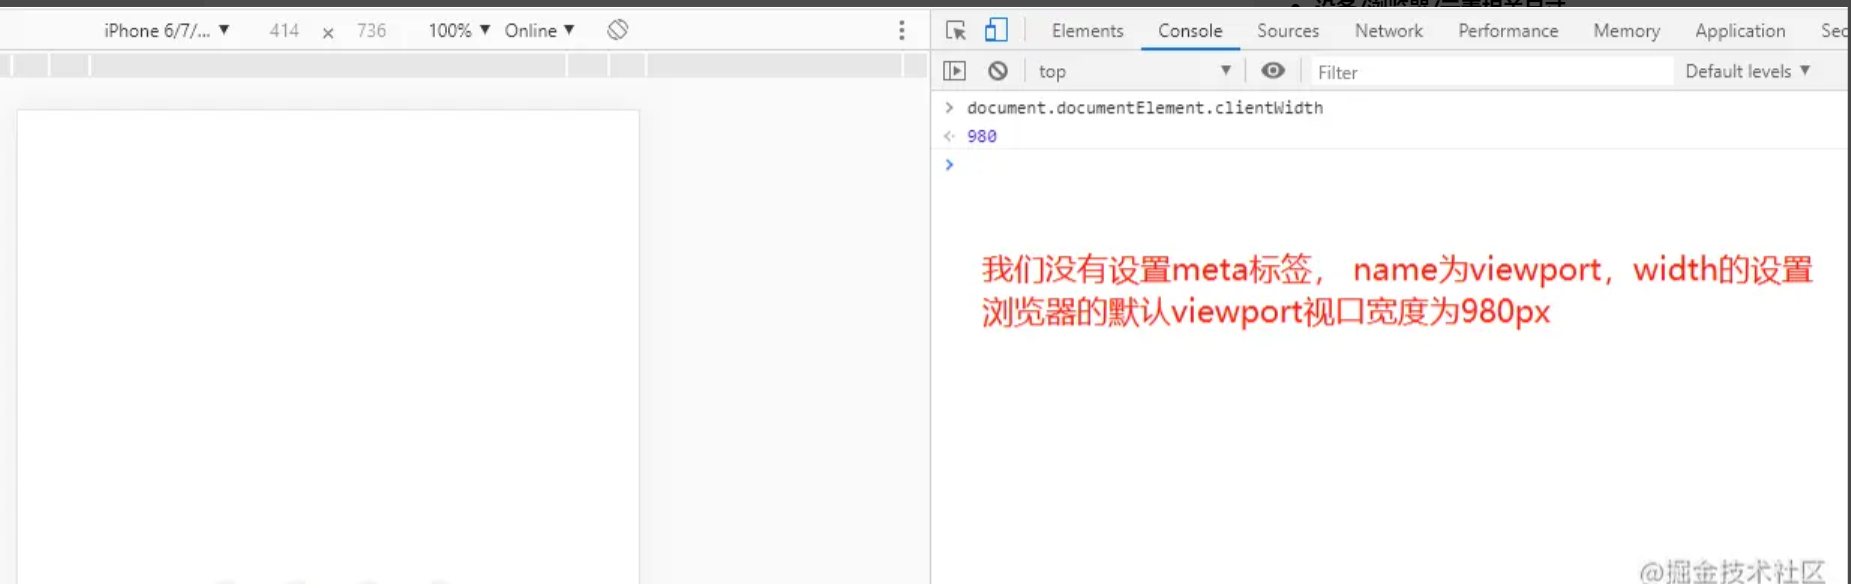 iPhone 6/7/... ▼ 414 × 736 100% ▼ Online ▼
Elements Console Sources Network Performance Memory Application
top ▼ Filter Default levels ▼
> document.documentElement.clientWidth
980
>
我们没有设置meta标签， name为viewport，width的设置
浏览器的默认viewport视口宽度为980px
@掘金技术社区